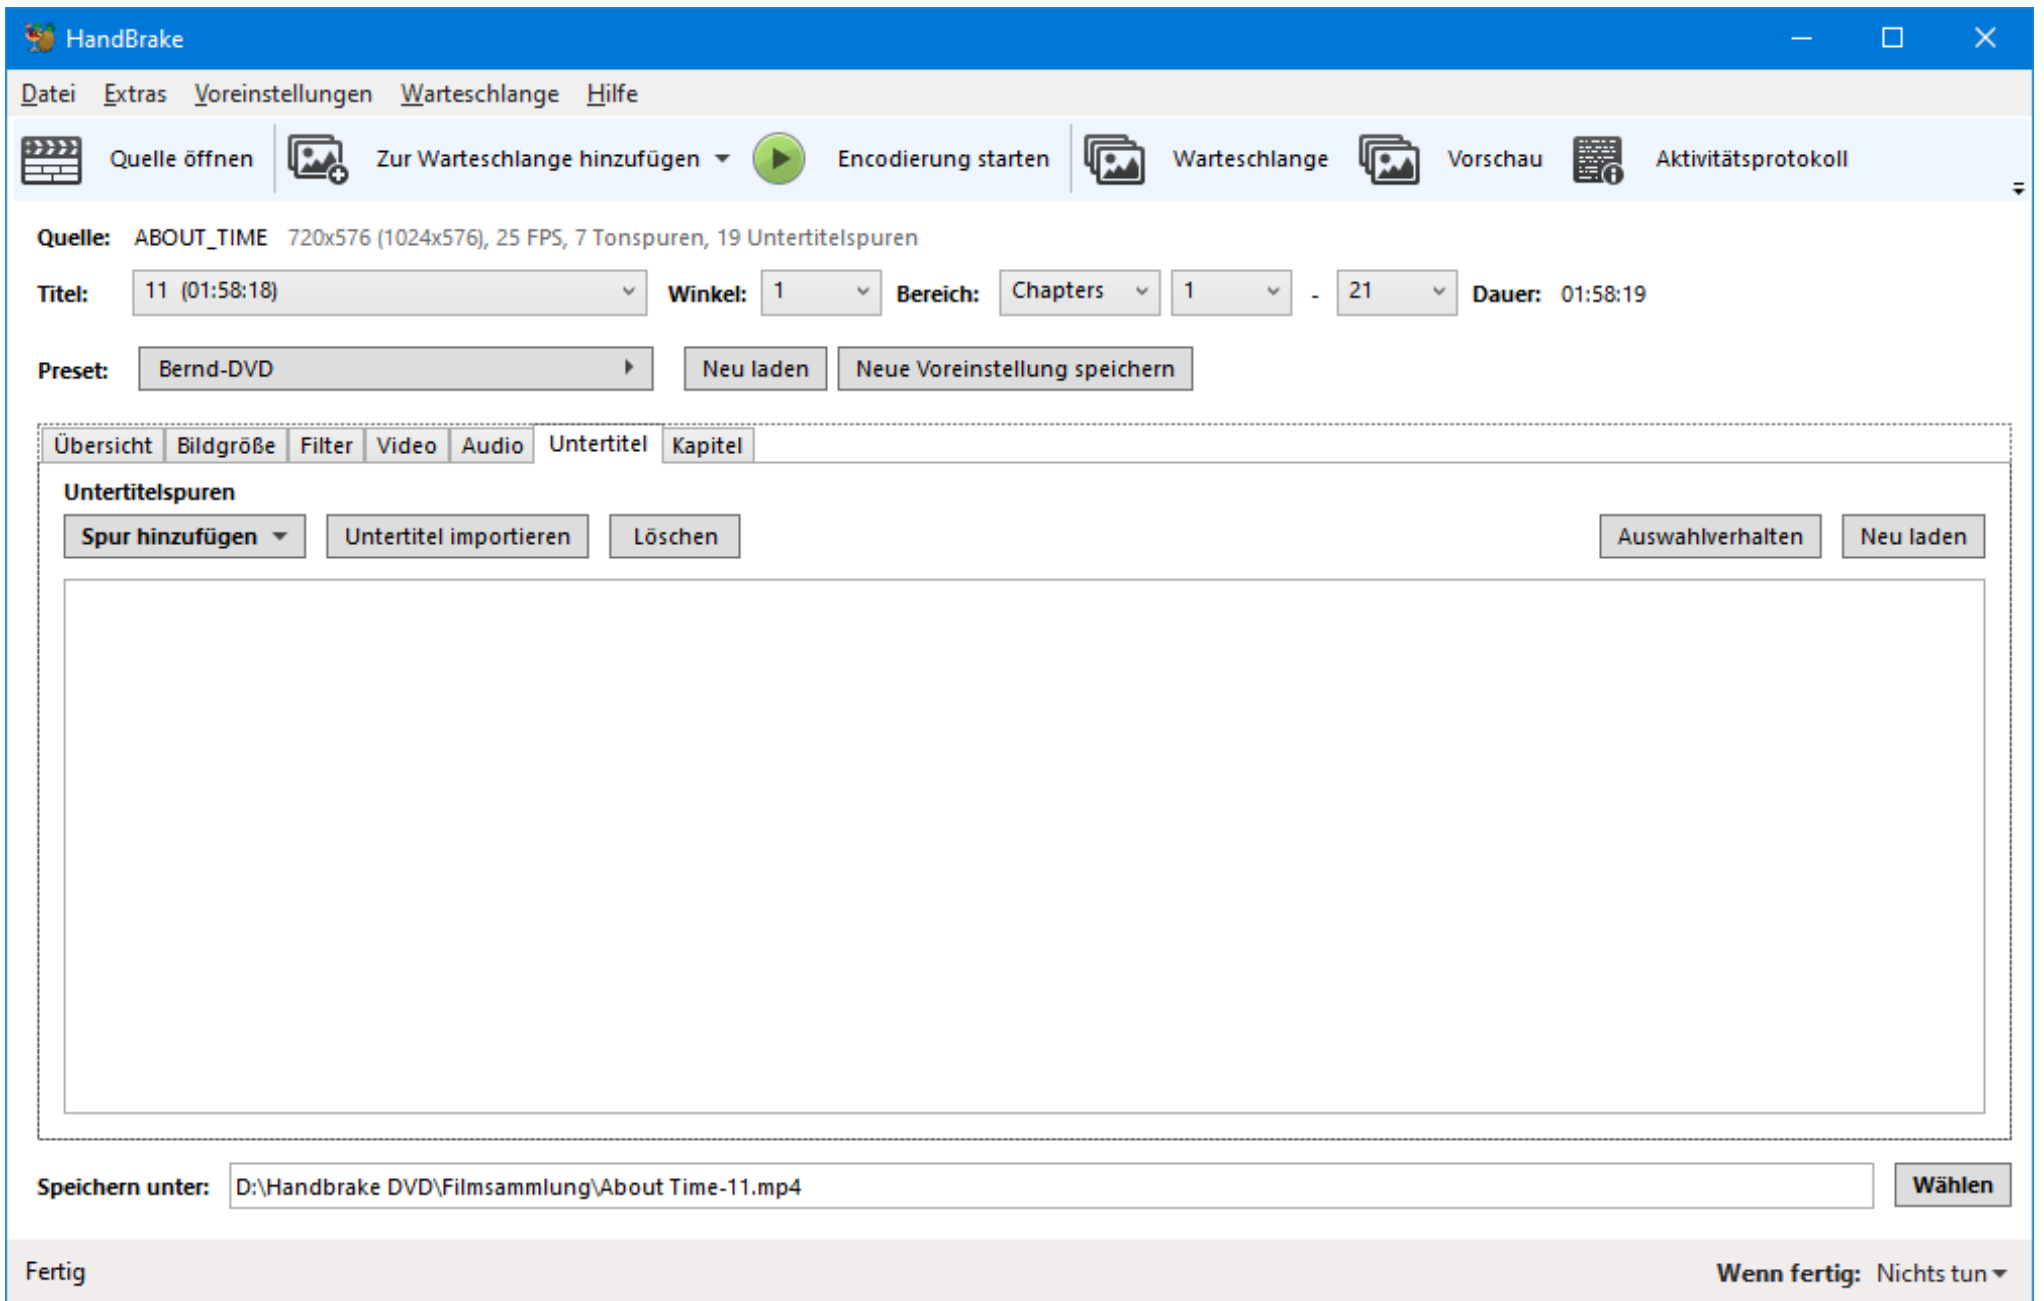 HandBrake
Datei Extras Voreinstellungen Warteschlange Hilfe
Quelle öffnen Zur Warteschlange hinzufügen Encodierung starten Warteschlange Vorschau Aktivitätsprotokoll
Quelle: ABOUT_TIME 720x576 (1024x576), 25 FPS, 7 Tonspuren, 19 Untertitelspuren
Titel: 11 (01:58:18) Winkel: 1 Bereich: Chapters 1 - 21 Dauer: 01:58:19
Preset: Bernd-DVD Neu laden Neue Voreinstellung speichern
Übersicht Bildgröße Filter Video Audio Untertitel Kapitel
Untertitelspuren
Spur hinzufügen Untertitel importieren Löschen Auswahlverhalten Neu laden
Speichern unter: D:\Handbrake DVD\Filmsammlung\About Time-11.mp4 Wählen
Fertig Wenn fertig: Nichts tun